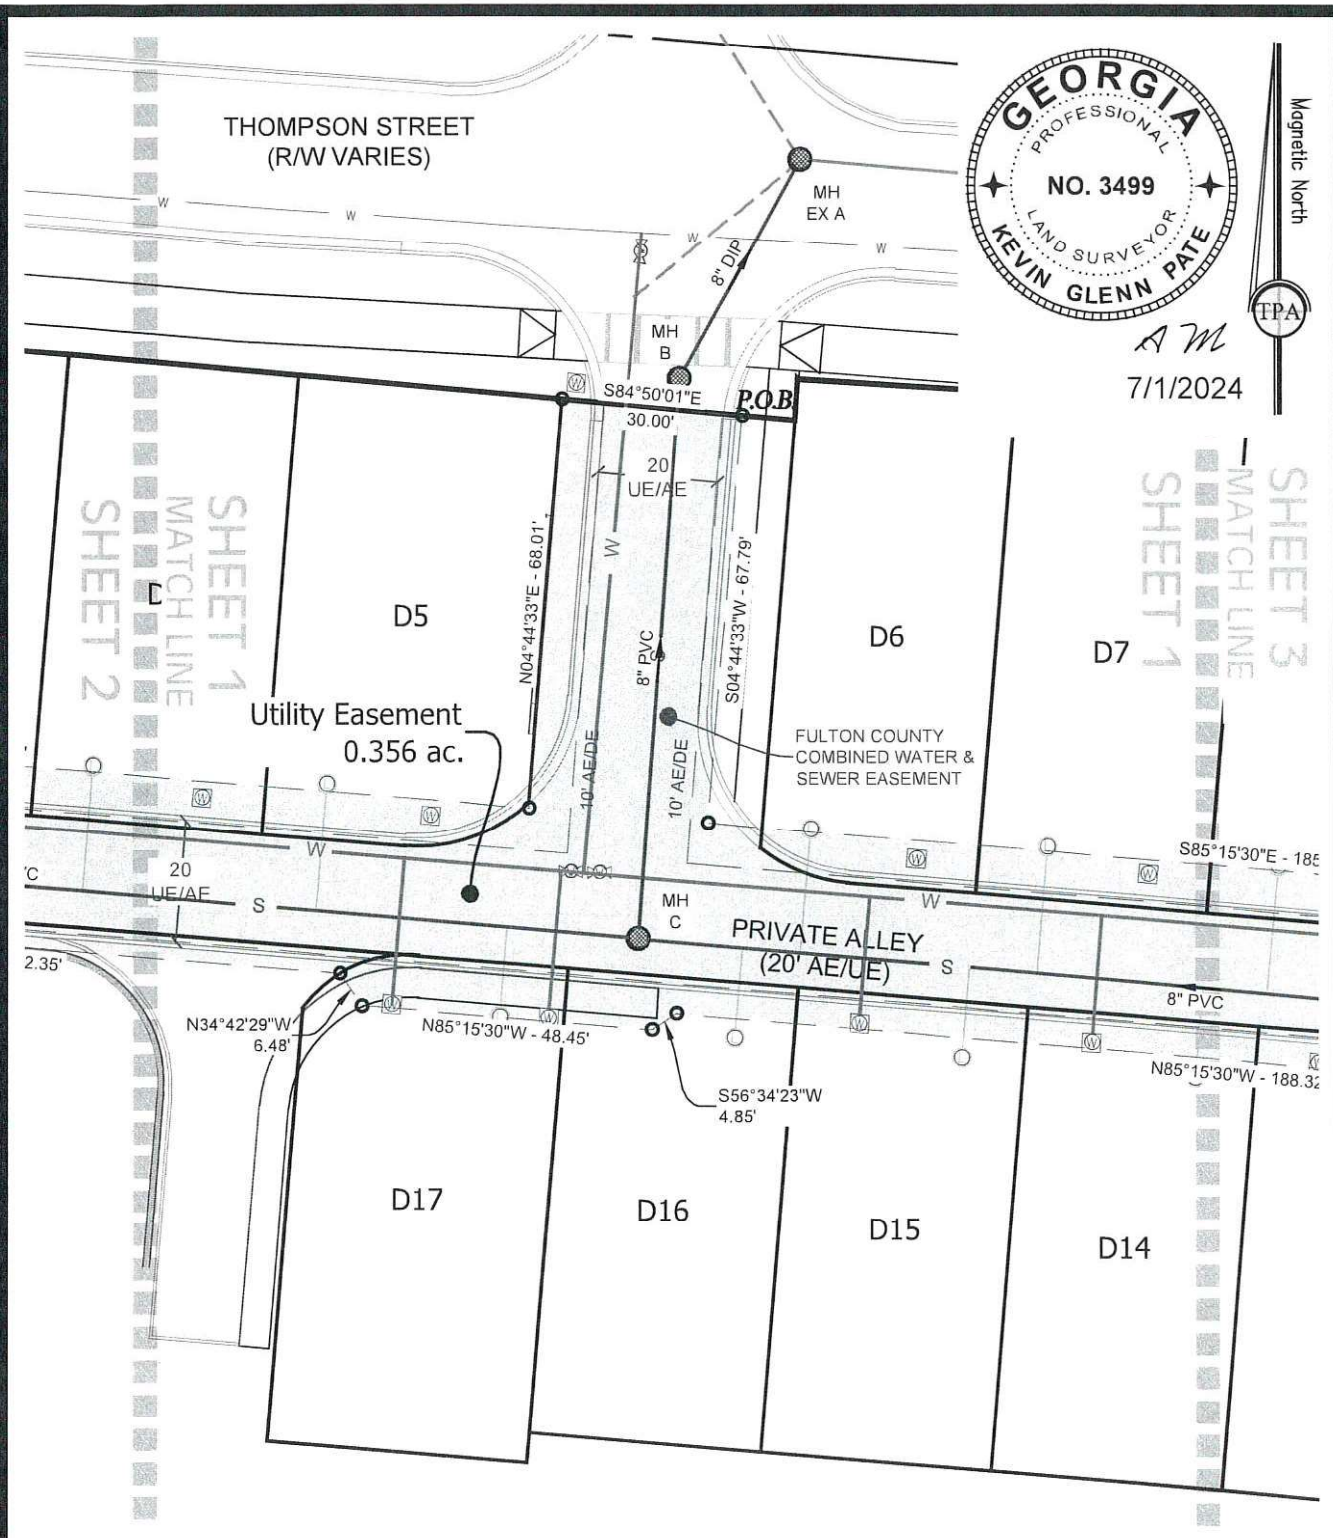 THOMPSON STREET
(R/W VARIES)
W
W
W
W
MH
EX A
8" DIP
MH
B
GEORGIA
PROFESSIONAL
NO. 3499
LAND SURVEYOR
KEVIN GLENN PATE
7/1/2024
Magnetic North
TPA
W
S84°50'01"E
30.00'
P.O.B
20
UE/AE
SHEET 2
MATCH LINE
SHEET 1
D5
N04°44'33"E - 68.01'
W
8" PVC
S
S04°44'33"W - 67.79'
D6
D7
SHEET 1
MATCH LINE
SHEET 3
Utility Easement
0.356 ac.
10' AE/DE
10' AE/DE
FULTON COUNTY
COMBINED WATER &
SEWER EASEMENT
W
W
W
W
S85°15'30"E - 185
20
UE/AE
W
S
MH
C
W
PRIVATE ALLEY
(20' AE/UE)
S
8" PVC
2.35'
N34°42'29"W
6.48'
W
W
N85°15'30"W - 48.45'
W
W
N85°15'30"W - 188.32
S56°34'23"W
4.85'
D17
D16
D15
D14